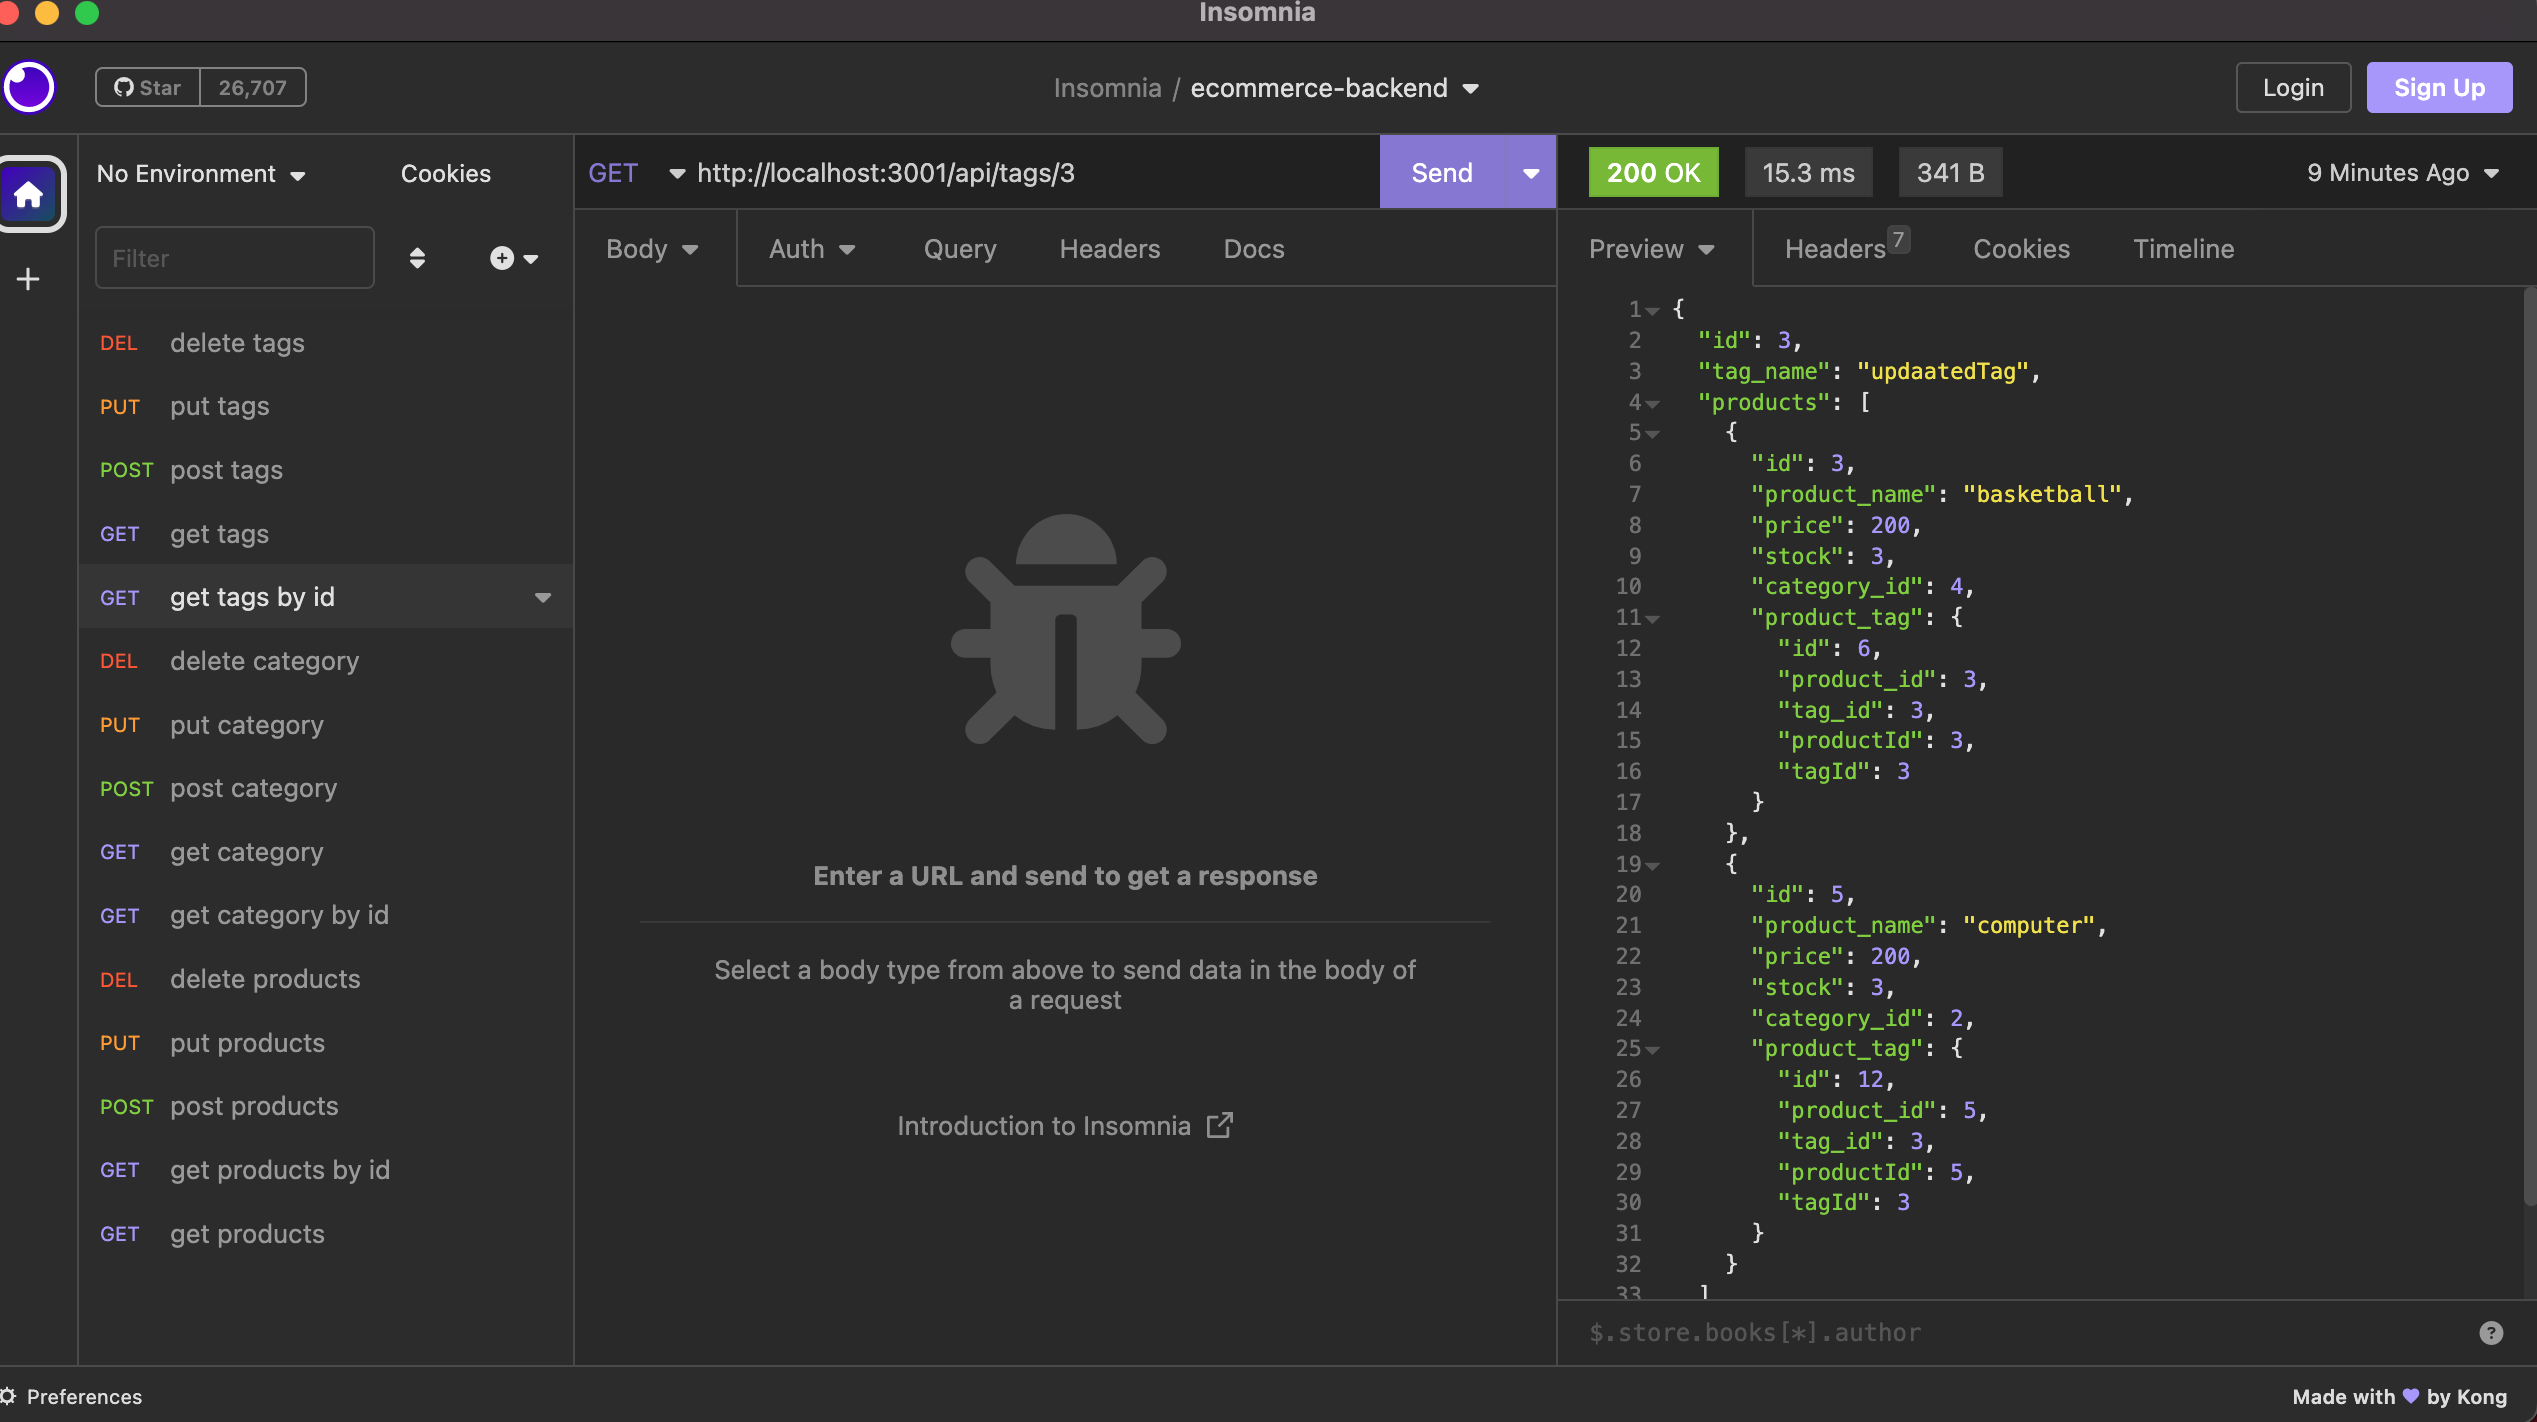 Insomnia
Star 26,707
Insomnia / ecommerce-backend
Login
Sign Up
No Environment
Cookies
Filter
DEL delete tags
PUT put tags
POST post tags
GET get tags
GET get tags by id
DEL delete category
PUT put category
POST post category
GET get category
GET get category by id
DEL delete products
PUT put products
POST post products
GET get products by id
GET get products
GET http://localhost:3001/api/tags/3
Send
Body
Auth
Query
Headers
Docs
Enter a URL and send to get a response
Select a body type from above to send data in the body of
a request
Introduction to Insomnia
200 OK
15.3 ms
341 B
9 Minutes Ago
Preview
Headers 7
Cookies
Timeline
1 {
2 "id": 3,
3 "tag_name": "updaatedTag",
4 "products": [
5 {
6 "id": 3,
7 "product_name": "basketball",
8 "price": 200,
9 "stock": 3,
10 "category_id": 4,
11 "product_tag": {
12 "id": 6,
13 "product_id": 3,
14 "tag_id": 3,
15 "productId": 3,
16 "tagId": 3
17 }
18 },
19 {
20 "id": 5,
21 "product_name": "computer",
22 "price": 200,
23 "stock": 3,
24 "category_id": 2,
25 "product_tag": {
26 "id": 12,
27 "product_id": 5,
28 "tag_id": 3,
29 "productId": 5,
30 "tagId": 3
31 }
32 }
33 ]
$.store.books[*].author
?
Preferences
Made with 💜 by Kong